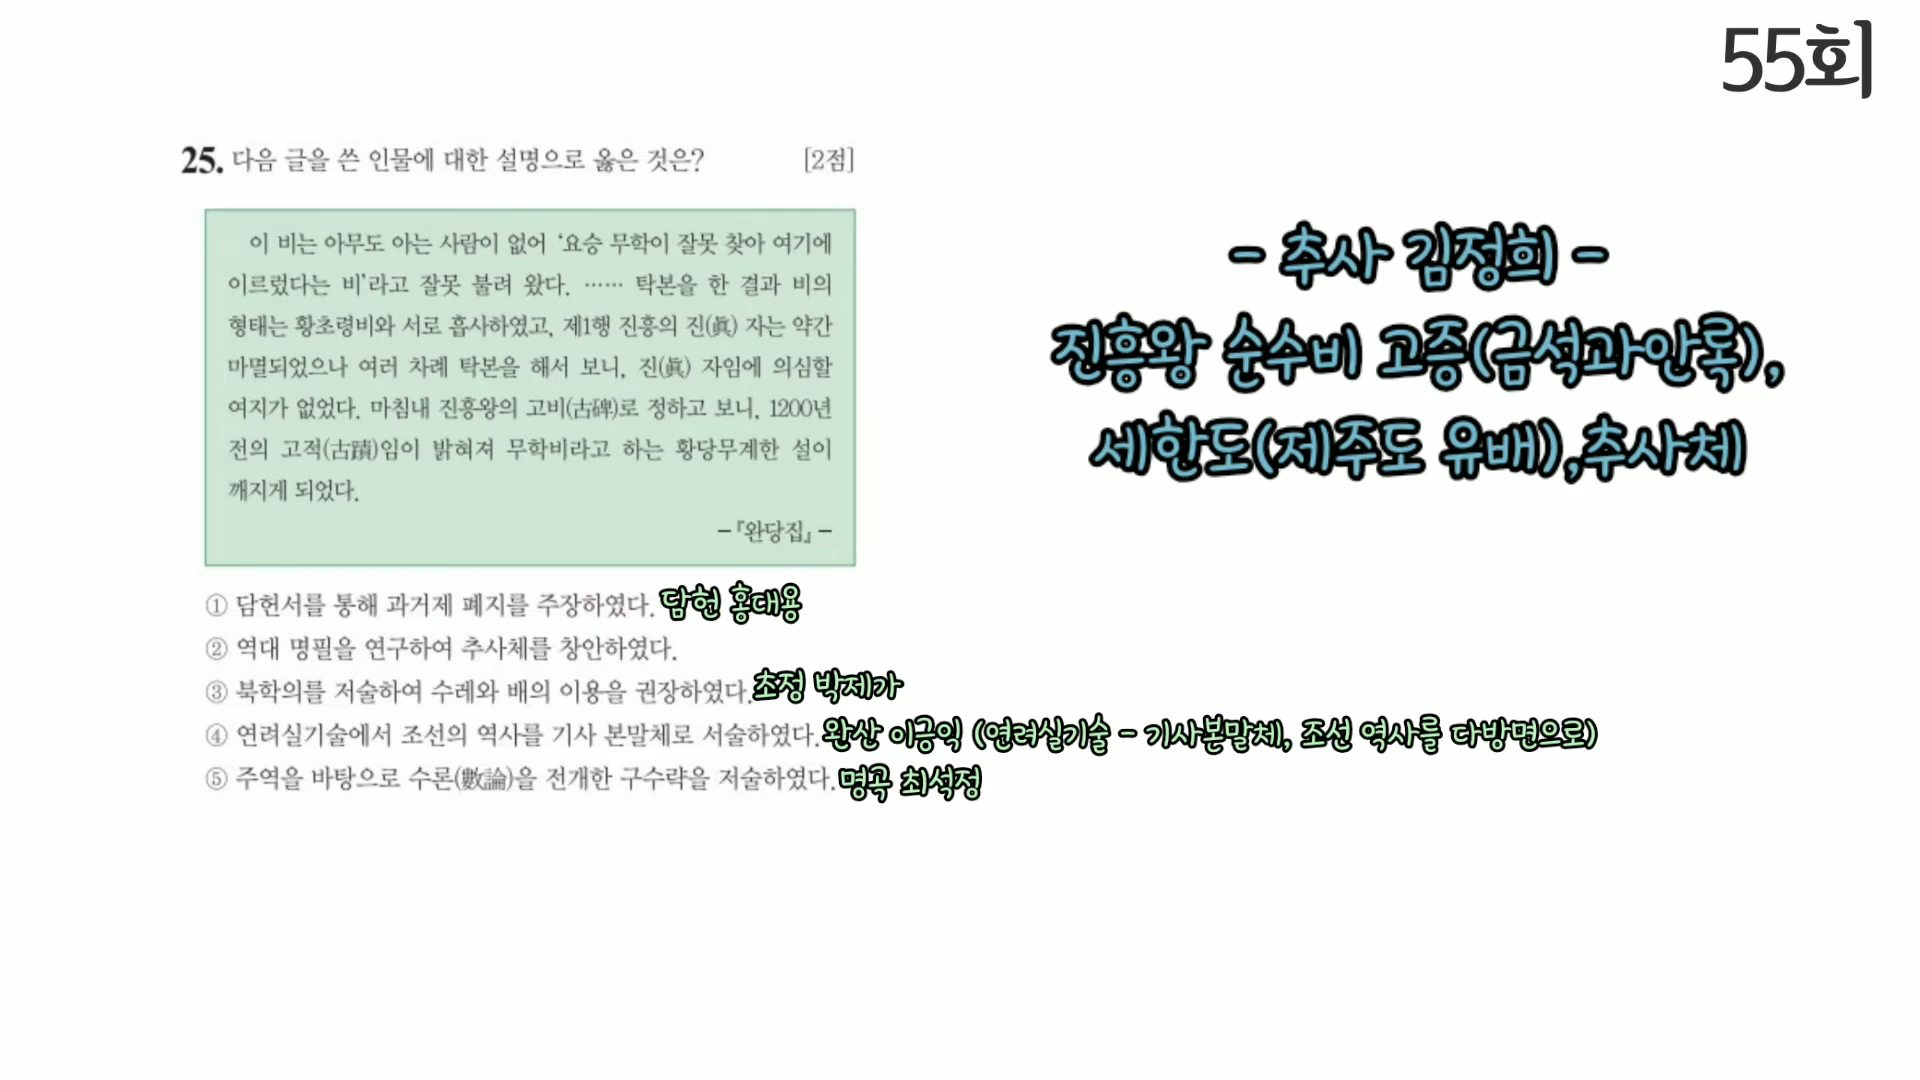 55회
25. 다음 글을 쓴 인물에 대한 설명으로 옳은 것은? [2점]
이 비는 아무도 아는 사람이 없어 '요승 무학이 잘못 찾아 여기에
이르렀다는 비'라고 잘못 불려 왔다. …… 탁본을 한 결과 비의
형태는 황초령비와 서로 흡사하였고, 제1행 진흥의 진(眞) 자는 약간
마멸되었으나 여러 차례 탁본을 해서 보니, 진(眞) 자임에 의심할
여지가 없었다. 마침내 진흥왕의 고비(古碑)로 정하고 보니, 1200년
전의 고적(古蹟)임이 밝혀져 무학비라고 하는 황당무계한 설이
깨지게 되었다.
-『완당집』-
① 담헌서를 통해 과거제 폐지를 주장하였다. 담헌 홍대용
② 역대 명필을 연구하여 추사체를 창안하였다.
③ 북학의를 저술하여 수레와 배의 이용을 권장하였다. 초정 박제가
④ 연려실기술에서 조선의 역사를 기사 본말체로 서술하였다. 완산 이긍익 (연려실기술 - 기사본말체, 조선 역사를 다방면으로)
⑤ 주역을 바탕으로 수론(數論)을 전개한 구수략을 저술하였다. 명곡 최석정
- 추사 김정희 -
진흥왕 순수비 고증(금석과안록),
세한도(제주도 유배),추사체